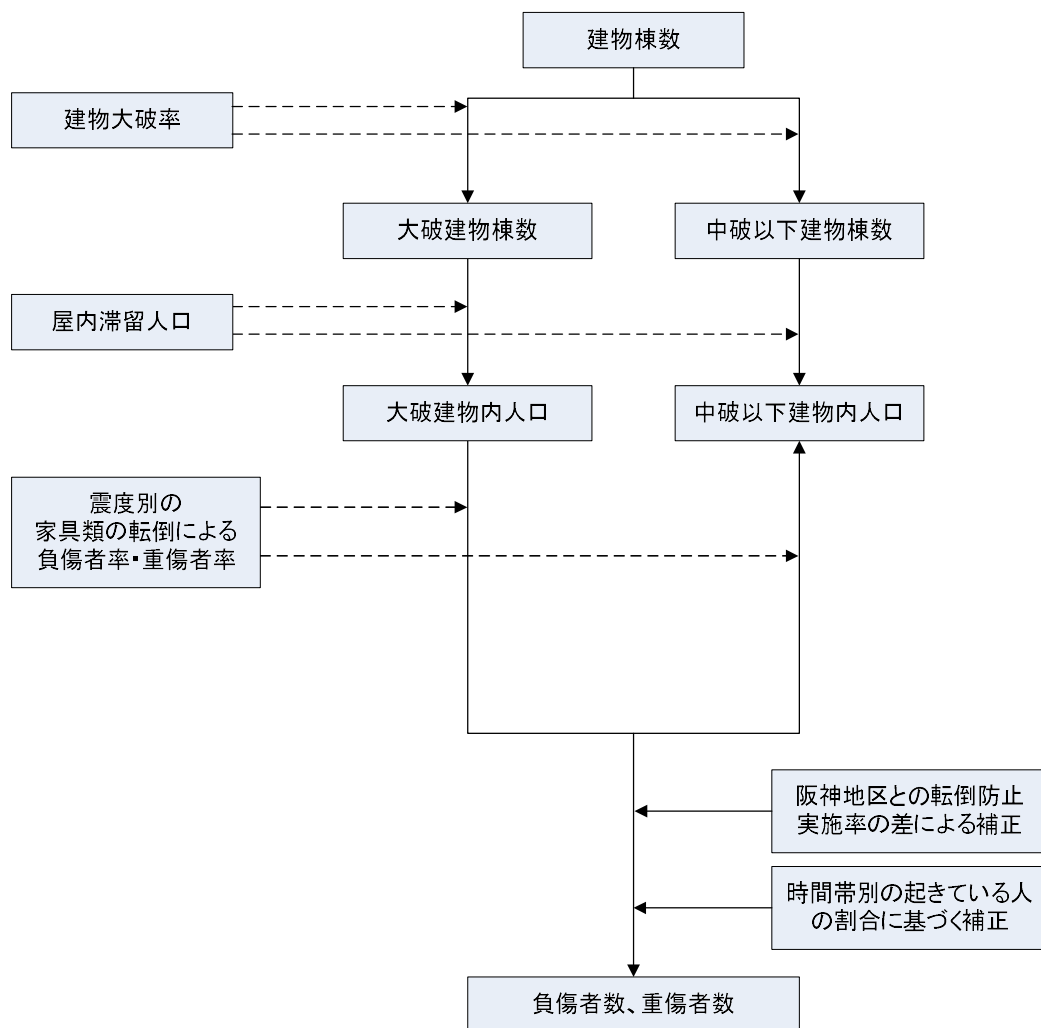 建物棟数
建物大破率
大破建物棟数
中破以下建物棟数
屋内滞留人口
大破建物内人口
中破以下建物内人口
震度別の
家具類の転倒による
負傷者率・重傷者率
阪神地区との転倒防止
実施率の差による補正
時間帯別の起きている人
の割合に基づく補正
負傷者数、重傷者数